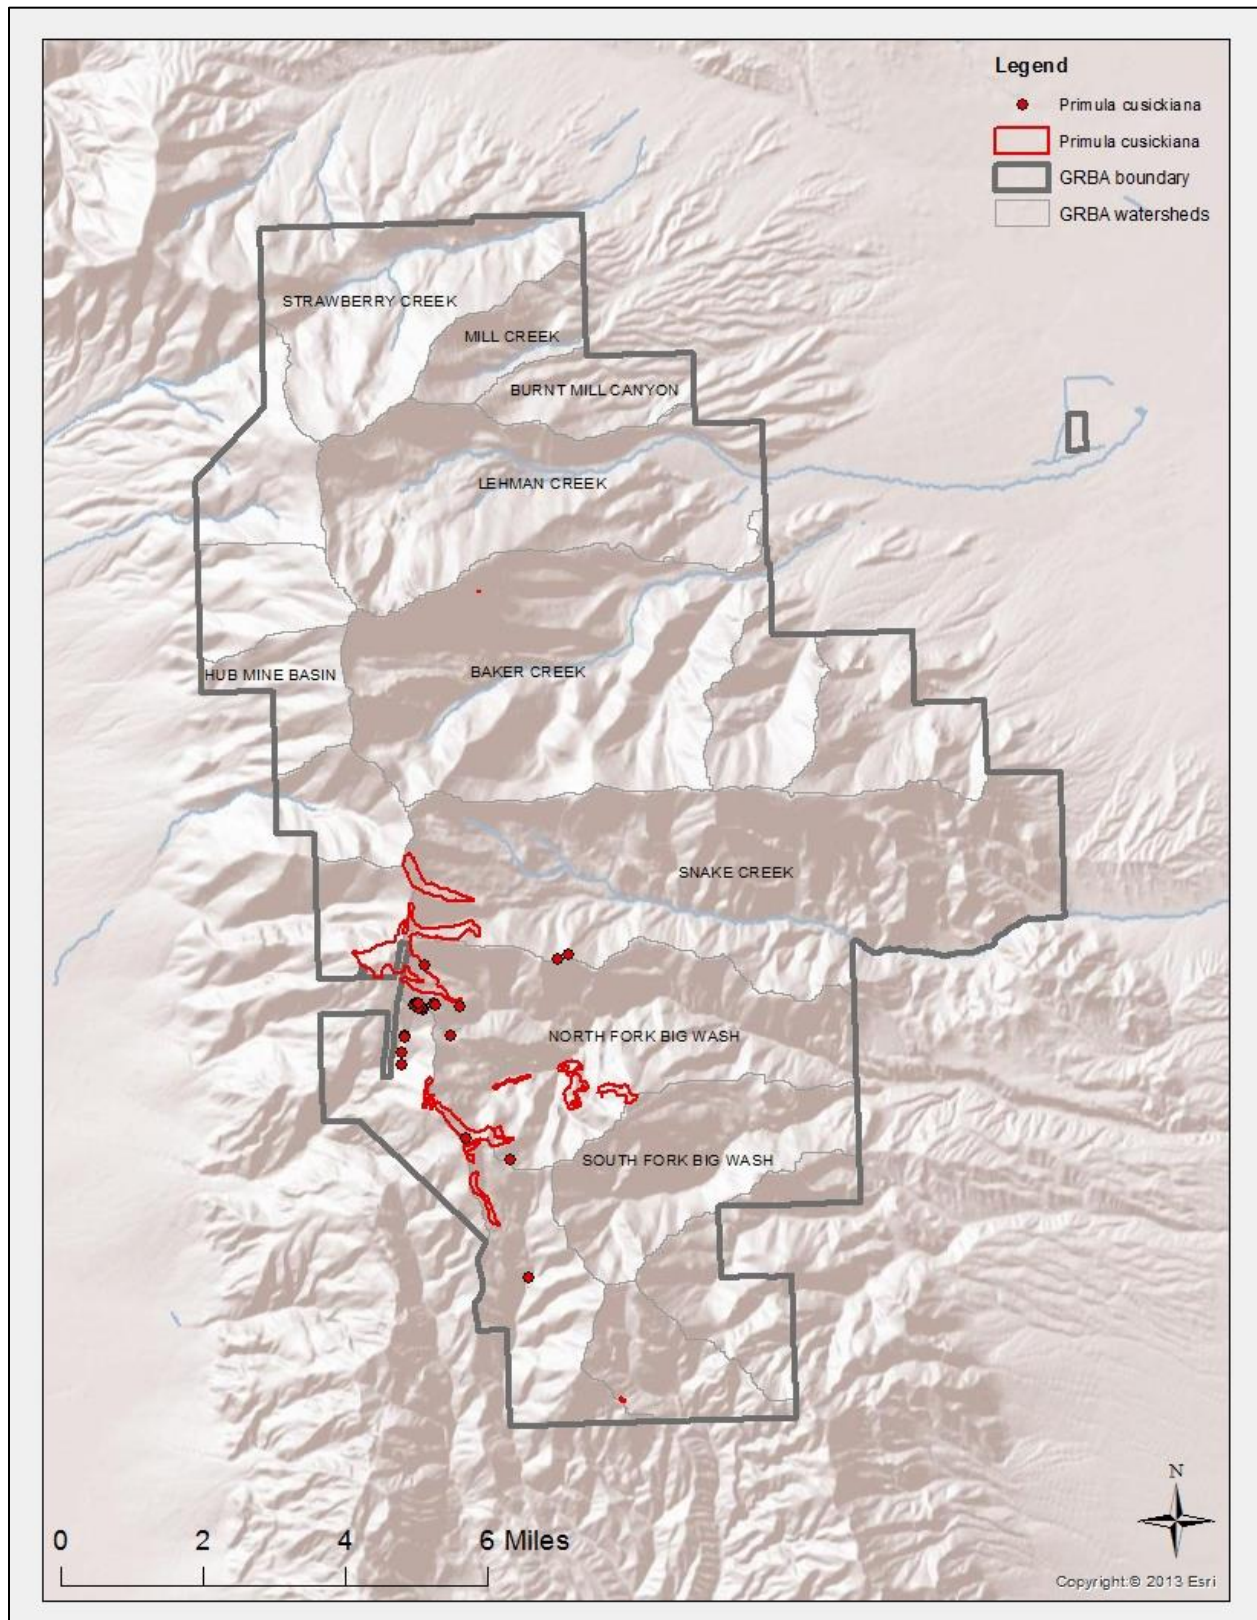 Legend
Primula cusickiana
Primula cusickiana
GRBA boundary
GRBA watersheds
STRAWBERRY CREEK
MILL CREEK
BURNT MILL CANYON
LEHMAN CREEK
HUB MINE BASIN
BAKER CREEK
SNAKE CREEK
NORTH FORK BIG WASH
SOUTH FORK BIG WASH
N
0 2 4 6 Miles
Copyright:© 2013 Esri